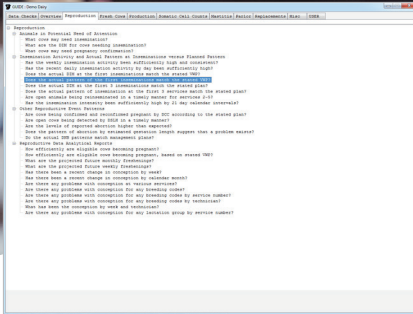 GUIDE - Demo Dairy
Data Checks Overview Reproduction Fresh Cows Production Somatic Cell Counts Mastitis Parlor Replacements Misc. USER
Reproduction
Animals in Potential Need of Attention
What cows may need insemination?
What are the DIM for cows needing insemination?
What cows may need pregnancy confirmation?
Insemination Activity and Actual Pattern at Inseminations versus Planned Pattern
Has the weekly insemination activity been sufficiently high and consistent?
Has the recent daily insemination activity by day been sufficiently high?
Does the actual DIM at the first inseminations match the stated VWP?
Does the actual pattern of the first inseminations match the stated VWP?
Does the actual DIM at the first 3 inseminations match the stated plan?
Does the actual pattern of insemination at the first 3 services match the stated plan?
Are open animals being reinseminated in a timely manner for services 2-5?
Has the insemination intensity been sufficiently high by 21 day calendar intervals?
Other Reproductive Event Patterns
Are cows being confirmed and reconfirmed pregnant by DCC according to the stated plan?
Are open cows being detected by DSLH in a timely manner?
Are the levels of reported abortion higher than expected?
Does the pattern of abortion by estimated gestation length suggest that a problem exists?
Do the actual DIM patterns match management plans?
Reproductive Data Analytical Reports
How efficiently are eligible cows becoming pregnant?
How efficiently are eligible cows becoming pregnant, based on stated VWP?
What are the projected future monthly freshenings?
What are the projected future weekly freshenings?
Has there been a recent change in conception by week?
Has there been a recent change in conception by calendar month?
Are there any problems with conception at various services?
Are there any problems with conception for any breeding codes?
Are there any problems with conception for any breeding codes by service number?
Are there any problems with conception for any breeding codes by technician?
What has been the conception by week and technician?
Are there any problems with conception for any lactation group by service number?